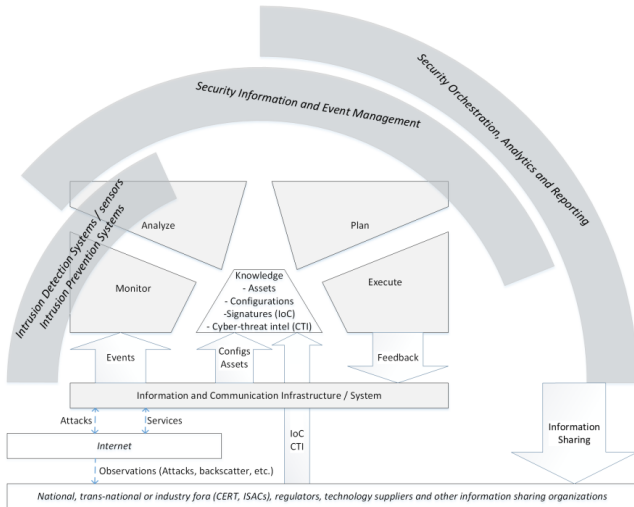 Security Orchestration, Analytics and Reporting
Security Information and Event Management
Intrusion Detection Systems / sensors
Intrusion Prevention Systems
Analyze
Plan
Monitor
Execute
Knowledge
- Assets
- Configurations
-Signatures (IoC)
- Cyber-threat intel (CTI)
Events
Configs
Assets
Feedback
Information and Communication Infrastructure / System
Attacks
Services
Internet
IoC
CTI
Information
Sharing
Observations (Attacks, backscatter, etc.)
National, trans-national or industry fora (CERT, ISACs), regulators, technology suppliers and other information sharing organizations